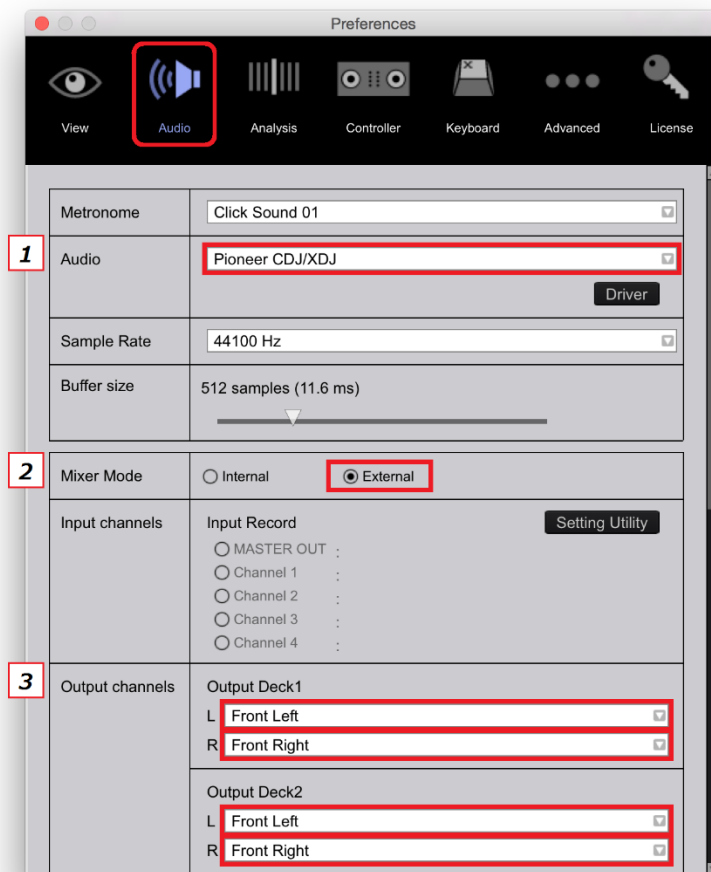 Preferences
View Audio Analysis Controller Keyboard Advanced License
Metronome Click Sound 01
1 Audio Pioneer CDJ/XDJ
Driver
Sample Rate 44100 Hz
Buffer size 512 samples (11.6 ms)
2 Mixer Mode Internal External
Input channels Input Record Setting Utility
MASTER OUT :
Channel 1 :
Channel 2 :
Channel 3 :
Channel 4 :
3 Output channels Output Deck1
L Front Left
R Front Right
Output Deck2
L Front Left
R Front Right